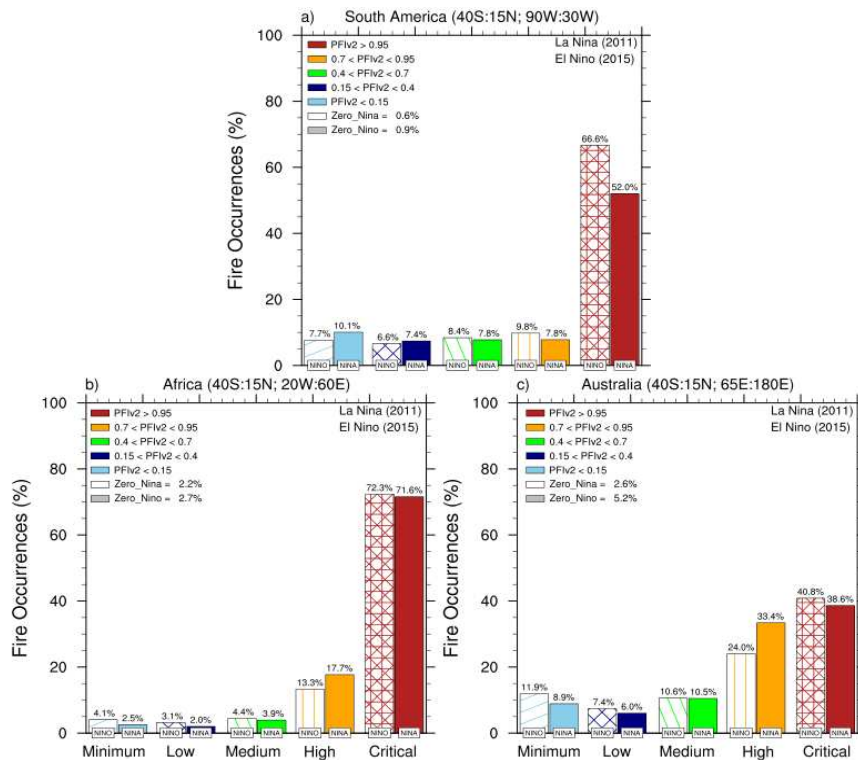 a) South America (40S:15N; 90W:30W)
La Nina (2011)
El Nino (2015)
PFIv2 > 0.95
0.7 < PFIv2 < 0.95
0.4 < PFIv2 < 0.7
0.15 < PFIv2 < 0.4
PFIv2 < 0.15
Zero_Nina = 0.6%
Zero_Nino = 0.9%
Fire Occurrences (%)
100
80
60
40
20
0
7.7% 10.1% 6.6% 7.4% 8.4% 7.8% 9.8% 7.8% 66.6% 52.0%
NINO NINA NINO NINA NINO NINA NINO NINA NINO NINA
b) Africa (40S:15N; 20W:60E)
La Nina (2011)
El Nino (2015)
PFIv2 > 0.95
0.7 < PFIv2 < 0.95
0.4 < PFIv2 < 0.7
0.15 < PFIv2 < 0.4
PFIv2 < 0.15
Zero_Nina = 2.2%
Zero_Nino = 2.7%
Fire Occurrences (%)
100
80
60
40
20
0
4.1% 2.5% 3.1% 2.0% 4.4% 3.9% 13.3% 17.7% 72.3% 71.6%
NINO NINA NINO NINA NINO NINA NINO NINA NINO NINA
Minimum Low Medium High Critical
c) Australia (40S:15N; 65E:180E)
La Nina (2011)
El Nino (2015)
PFIv2 > 0.95
0.7 < PFIv2 < 0.95
0.4 < PFIv2 < 0.7
0.15 < PFIv2 < 0.4
PFIv2 < 0.15
Zero_Nina = 2.6%
Zero_Nino = 5.2%
Fire Occurrences (%)
100
80
60
40
20
0
11.9% 8.9% 7.4% 6.0% 10.6% 10.5% 24.0% 33.4% 40.8% 38.6%
NINO NINA NINO NINA NINO NINA NINO NINA NINO NINA
Minimum Low Medium High Critical